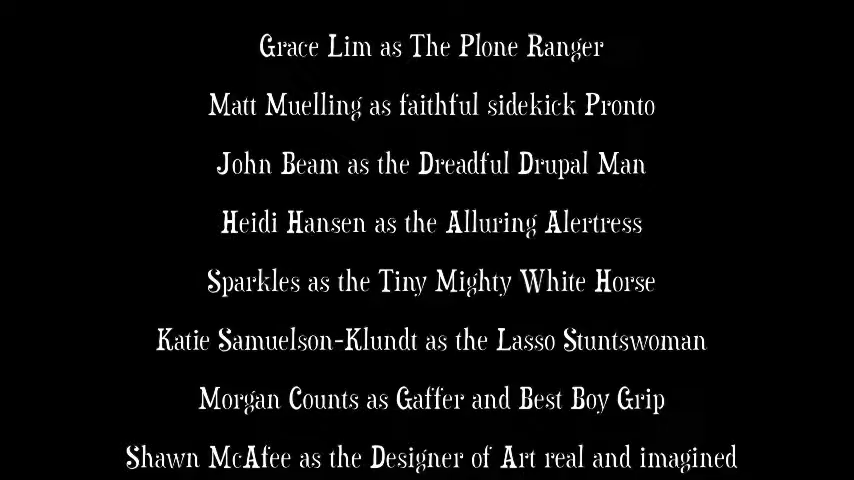 Grace Lim as The Plone Ranger
Matt Muelling as faithful sidekick Pronto
John Beam as the Dreadful Drupal Man
Heidi Hansen as the Alluring Alertress
Sparkles as the Tiny Mighty White Horse
Katie Samuelson-Klundt as the Lasso Stuntswoman
Morgan Counts as Gaffer and Best Boy Grip
Shawn McAfee as the Designer of Art real and imagined